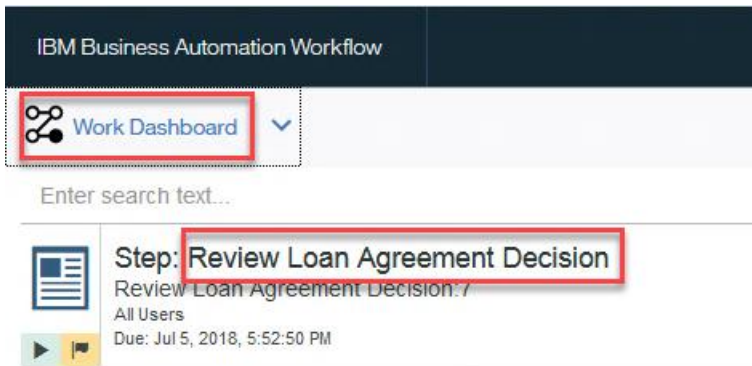 IBM Business Automation Workflow
Work Dashboard
Enter search text...
Step: Review Loan Agreement Decision
Review Loan Agreement Decision:7
All Users
Due: Jul 5, 2018, 5:52:50 PM